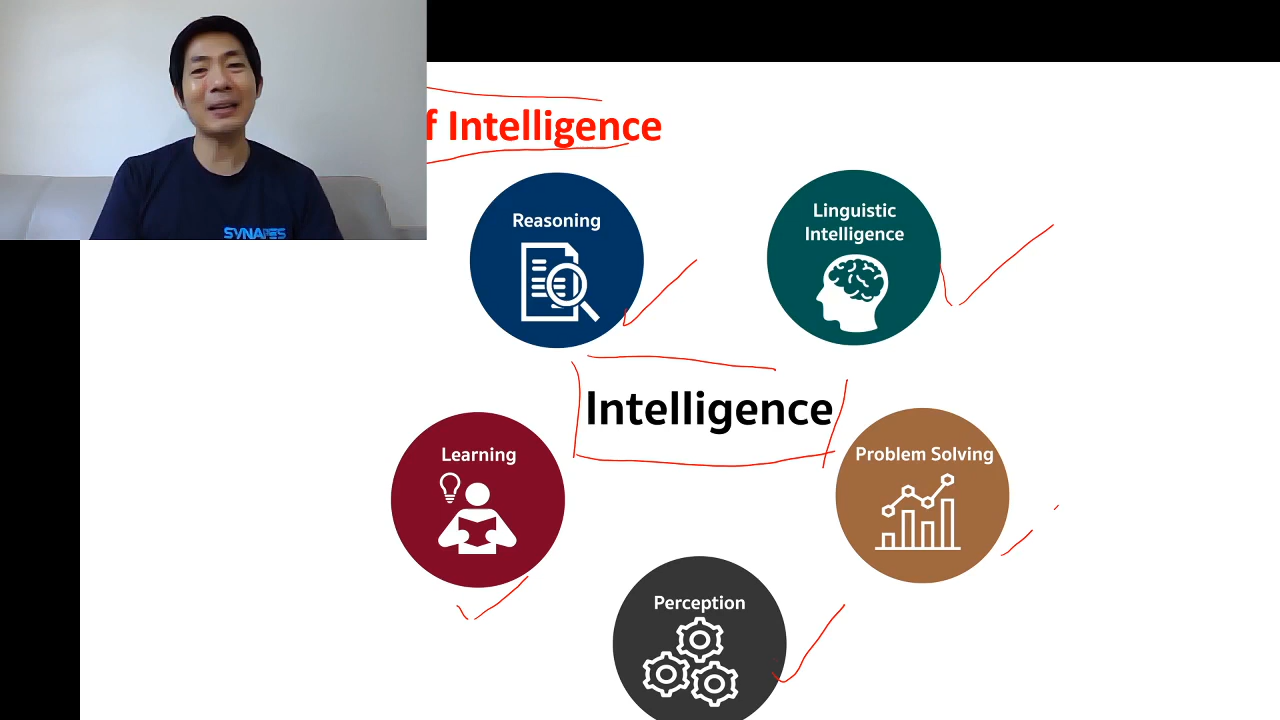 f Intelligence
SYNAPES
Reasoning
Linguistic
Intelligence
Intelligence
Learning
Problem Solving
Perception